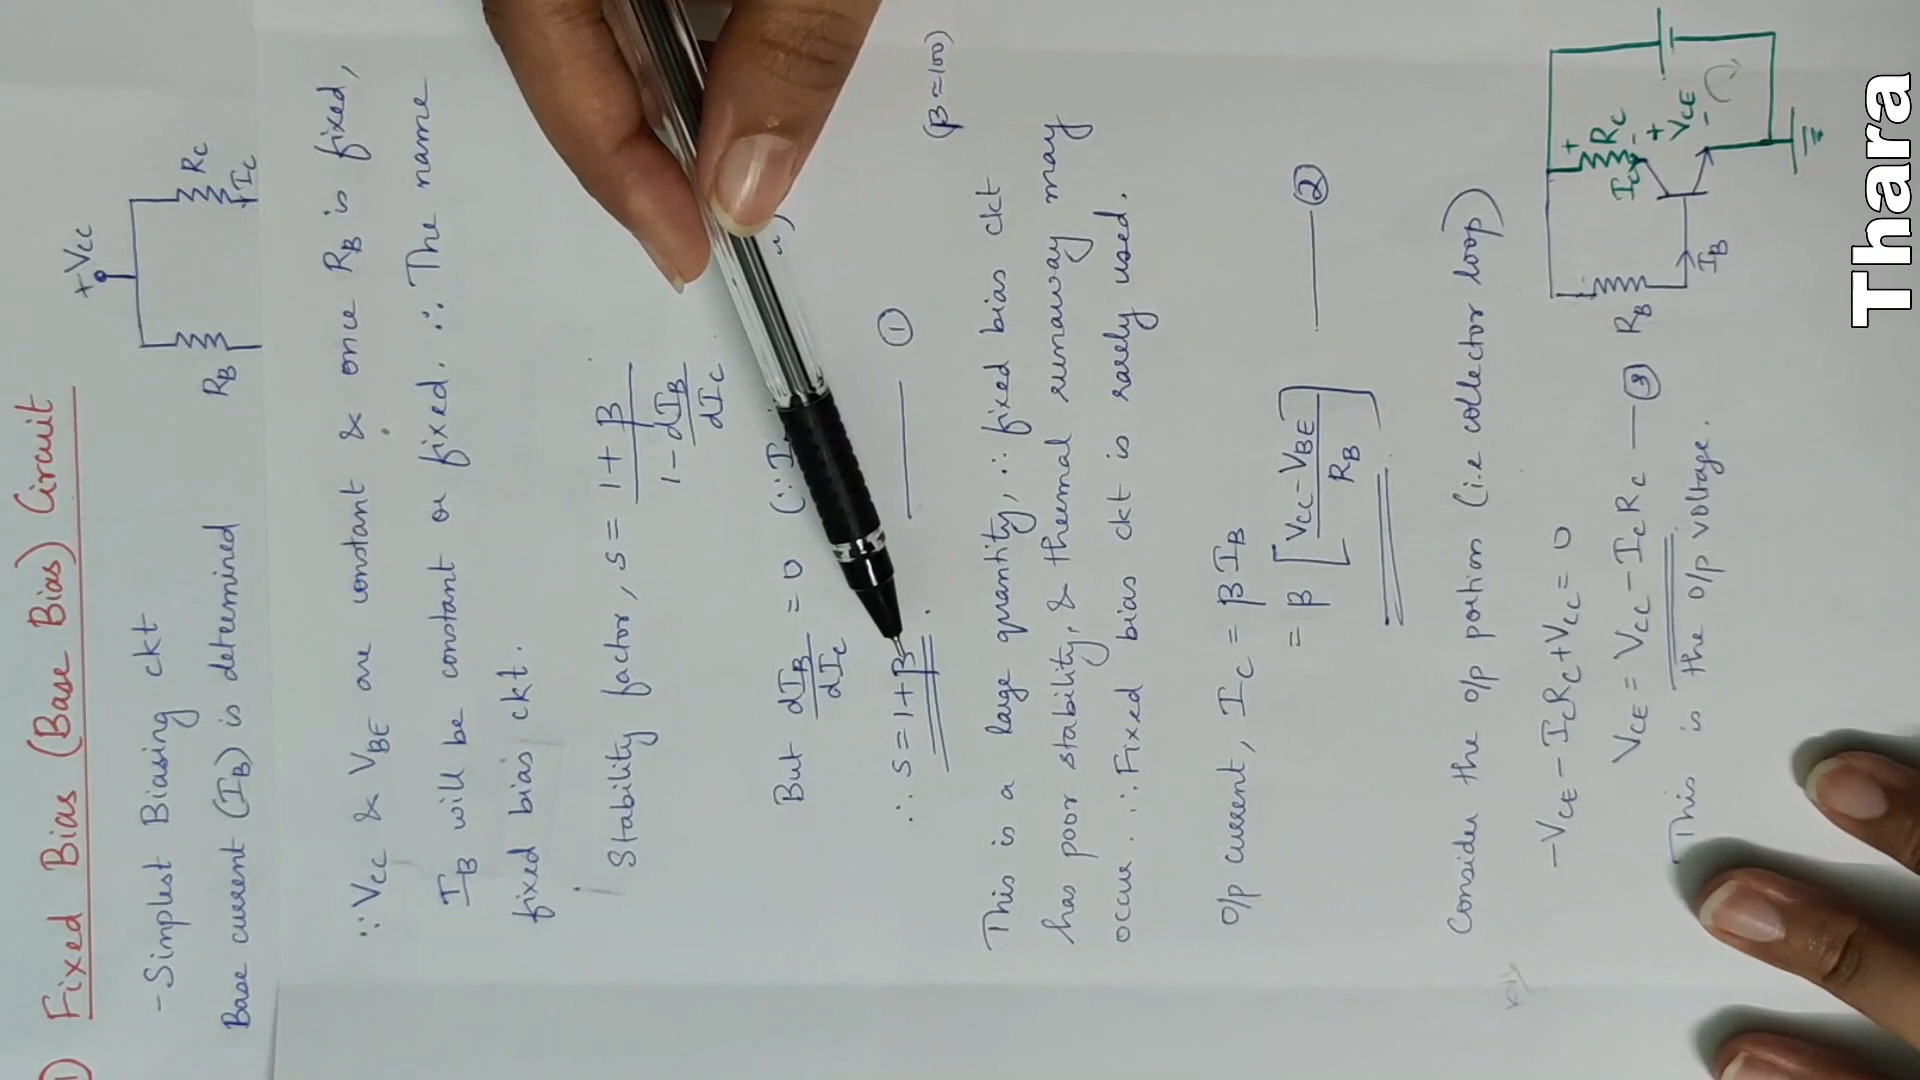 1) Fixed Bias (Base Bias) Circuit
- Simplest Biasing ckt
Base current (IB) is determined
+VCC
RB
RC
IC
∵ VCC & VBE are constant & once RB is fixed,
IB will be constant or fixed. ∴ The name
fixed bias ckt.
Stability factor, S = 1+β / 1 - dIB/dIC
But dIB/dIC = 0 (∵ I
∴ S = 1+β. ——— ①
(β=100)
This is a large quantity, ∴ fixed bias ckt
has poor stability, & thermal runaway may
occur. ∴ Fixed bias ckt is rarely used.
O/p current, IC = β IB
= β [VCC-VBE / RB] ——— ②
Consider the O/p portion (i.e collector loop)
-VCE - ICRC + VCC = 0
VCE = VCC - ICRC — ③
This is the O/p voltage.
RB
IB
IC
+ RC -
+ VCE -
Thara